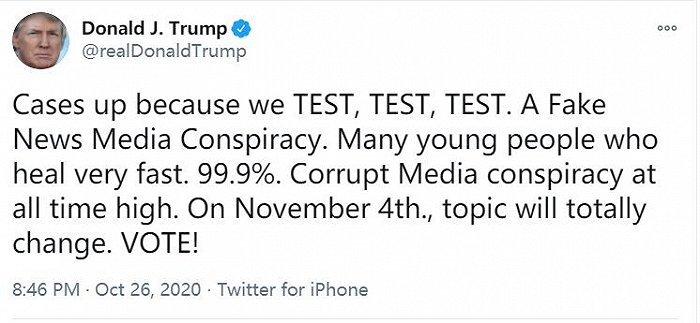 Donald J. Trump
@realDonaldTrump
Cases up because we TEST, TEST, TEST. A Fake
News Media Conspiracy. Many young people who
heal very fast. 99.9%. Corrupt Media conspiracy at
all time high. On November 4th., topic will totally
change. VOTE!
8:46 PM · Oct 26, 2020 · Twitter for iPhone